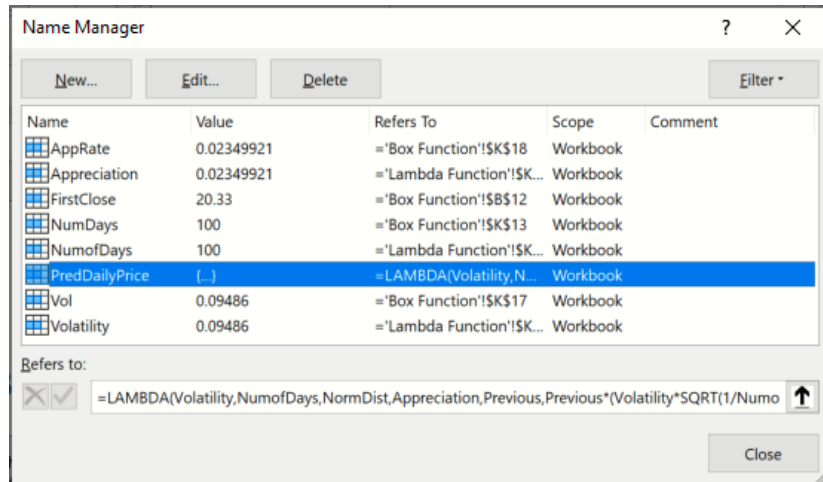 Name Manager ? ×
New... Edit... Delete Filter
Name Value Refers To Scope Comment
AppRate 0.02349921 ='Box Function'!$K$18 Workbook
Appreciation 0.02349921 ='Lambda Function'!$K... Workbook
FirstClose 20.33 ='Box Function'!$B$12 Workbook
NumDays 100 ='Box Function'!$K$13 Workbook
NumofDays 100 ='Lambda Function'!$K... Workbook
PredDailyPrice {...} =LAMBDA(Volatility,N... Workbook
Vol 0.09486 ='Box Function'!$K$17 Workbook
Volatility 0.09486 ='Lambda Function'!$K... Workbook
Refers to:
=LAMBDA(Volatility,NumofDays,NormDist,Appreciation,Previous,Previous*(Volatility*SQRT(1/Numo
Close